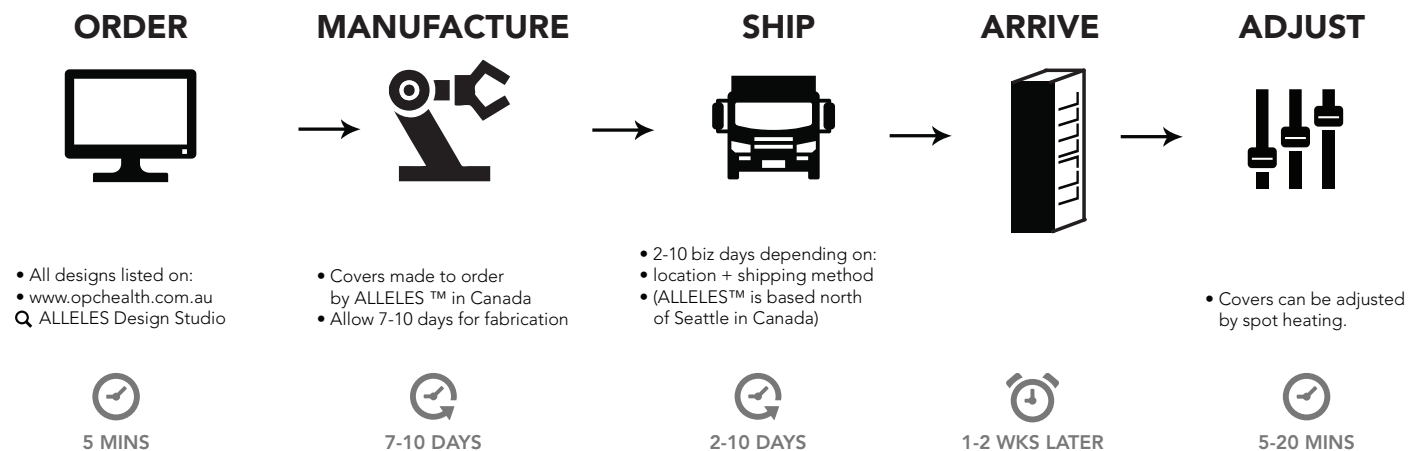 ORDER
MANUFACTURE
SHIP
ARRIVE
ADJUST
• All designs listed on:
• www.opchealth.com.au
ALLELES Design Studio
• Covers made to order
by ALLELES ™ in Canada
• Allow 7-10 days for fabrication
• 2-10 biz days depending on:
• location + shipping method
• (ALLELES™ is based north
of Seattle in Canada)
• Covers can be adjusted
by spot heating.
5 MINS
7-10 DAYS
2-10 DAYS
1-2 WKS LATER
5-20 MINS